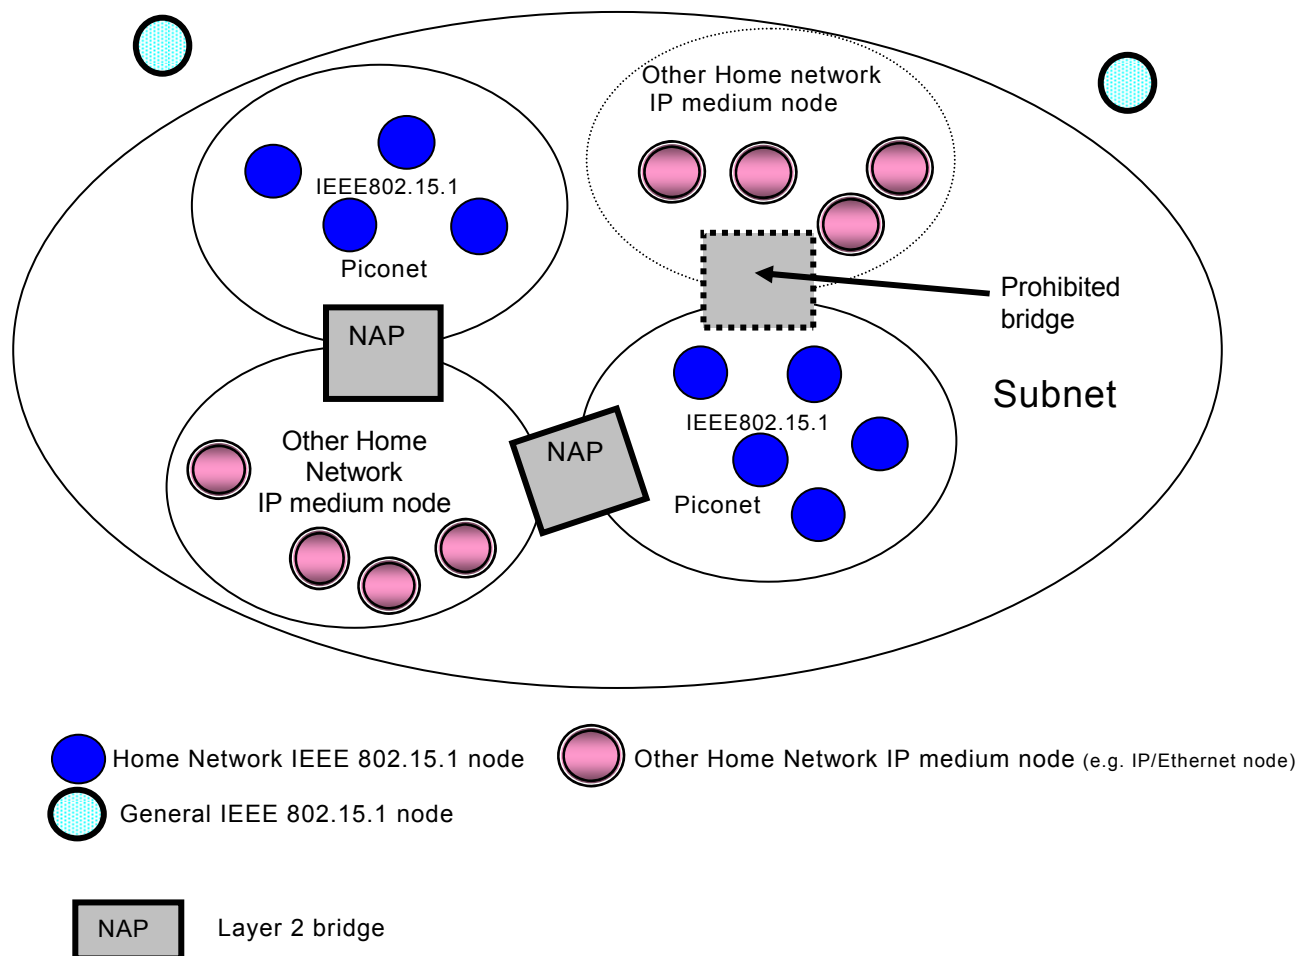 Other Home network
IP medium node
IEEE802.15.1
Piconet
Prohibited
bridge
NAP
Subnet
IEEE802.15.1
Other Home
Network
IP medium node
NAP
Piconet
Home Network IEEE 802.15.1 node
Other Home Network IP medium node (e.g. IP/Ethernet node)
General IEEE 802.15.1 node
NAP
Layer 2 bridge